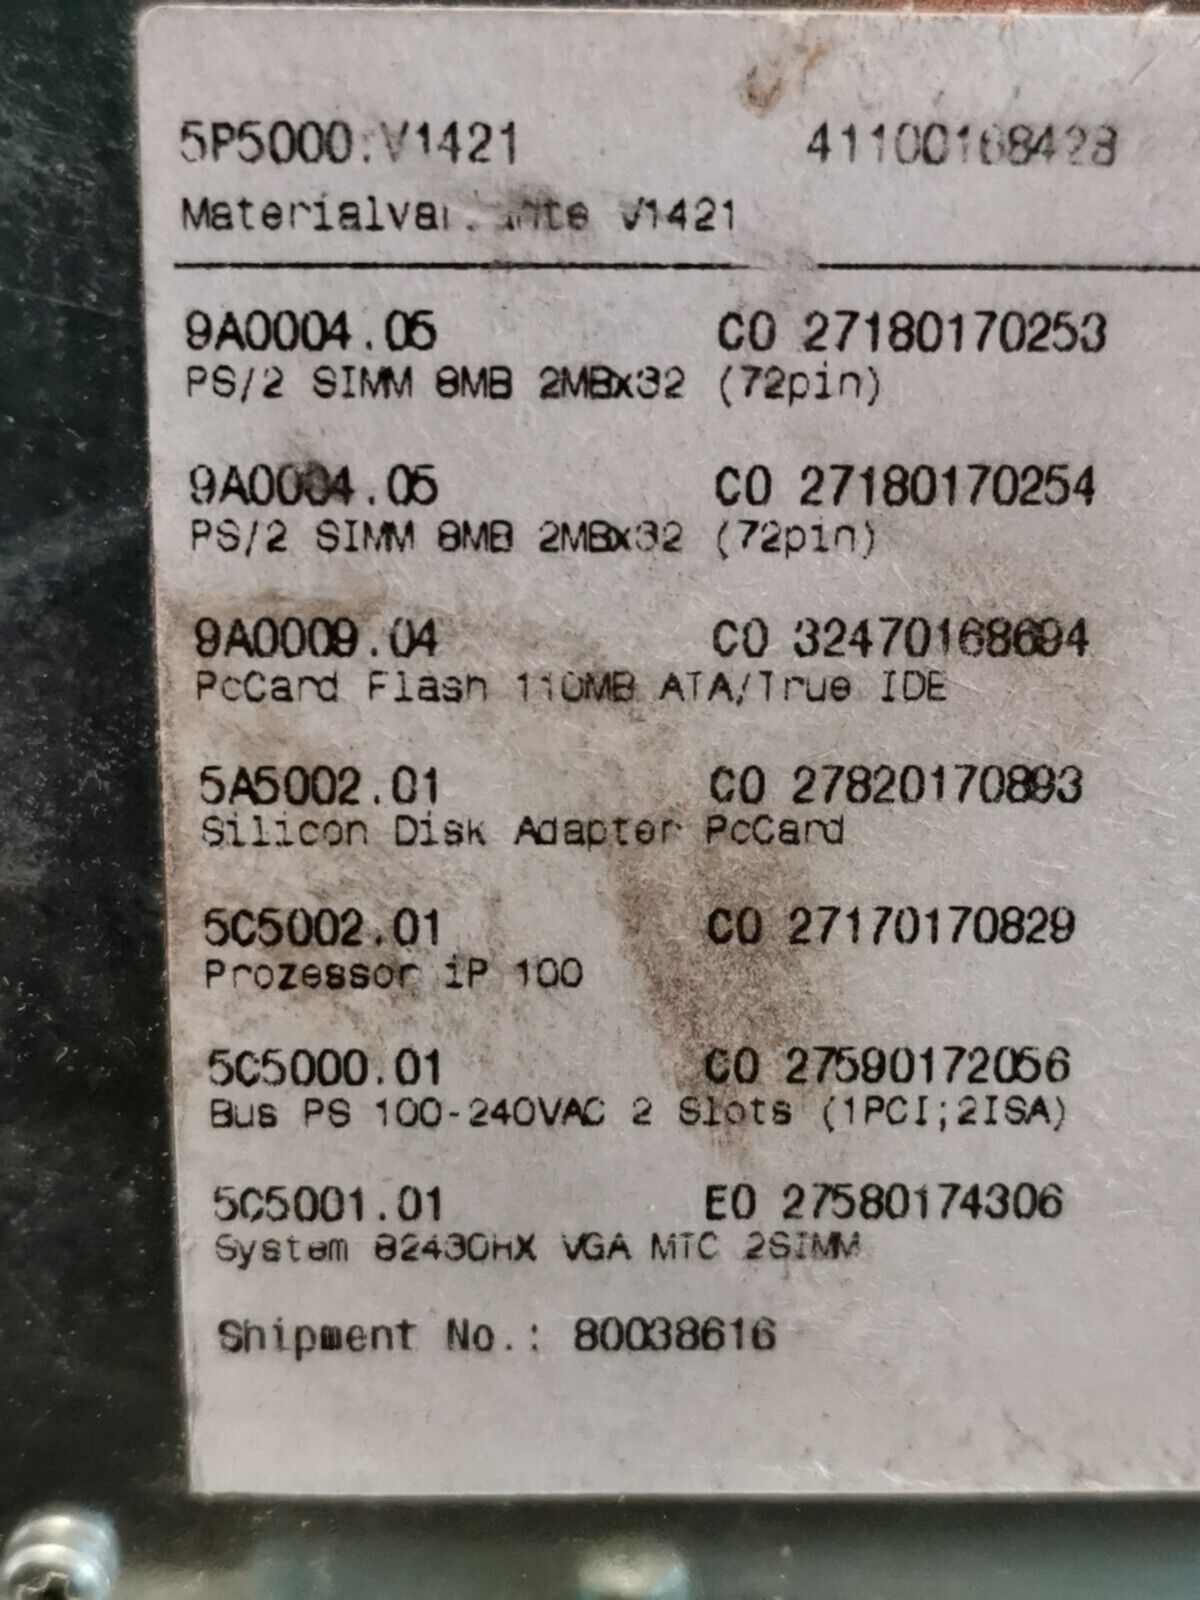 5P5000:V1421 41100168428
Materialvariante V1421
9A0004.05 C0 27180170253
PS/2 SIMM 8MB 2MBx32 (72pin)
9A0004.05 C0 27180170254
PS/2 SIMM 8MB 2MBx32 (72pin)
9A0009.04 C0 32470168694
PcCard Flash 110MB ATA/True IDE
5A5002.01 C0 27820170893
Silicon Disk Adapter PcCard
5C5002.01 C0 27170170829
Prozessor iP 100
5C5000.01 C0 27590172056
Bus PS 100-240VAC 2 Slots (1PCI;2ISA)
5C5001.01 E0 27580174306
System 82430HX VGA MTC 2SIMM
Shipment No.: 80038616